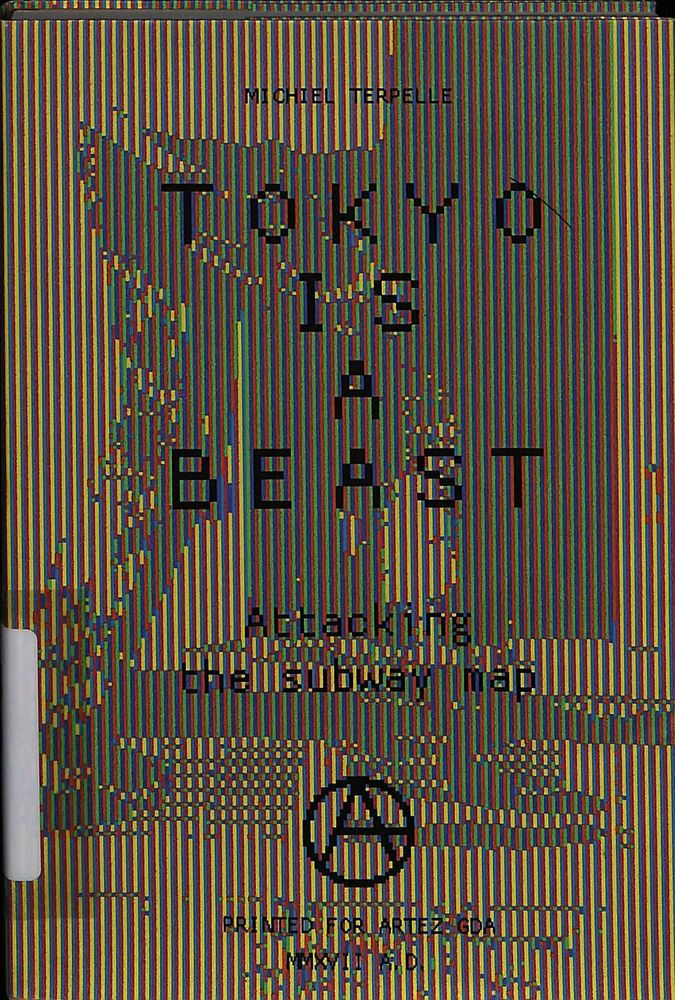 MICHIEL TERPELLE
TOKYO
IS
A
BEAST
Attacking
the subway map
A
PRINTED FOR ARTEZ GDA
MMXVII A.D.